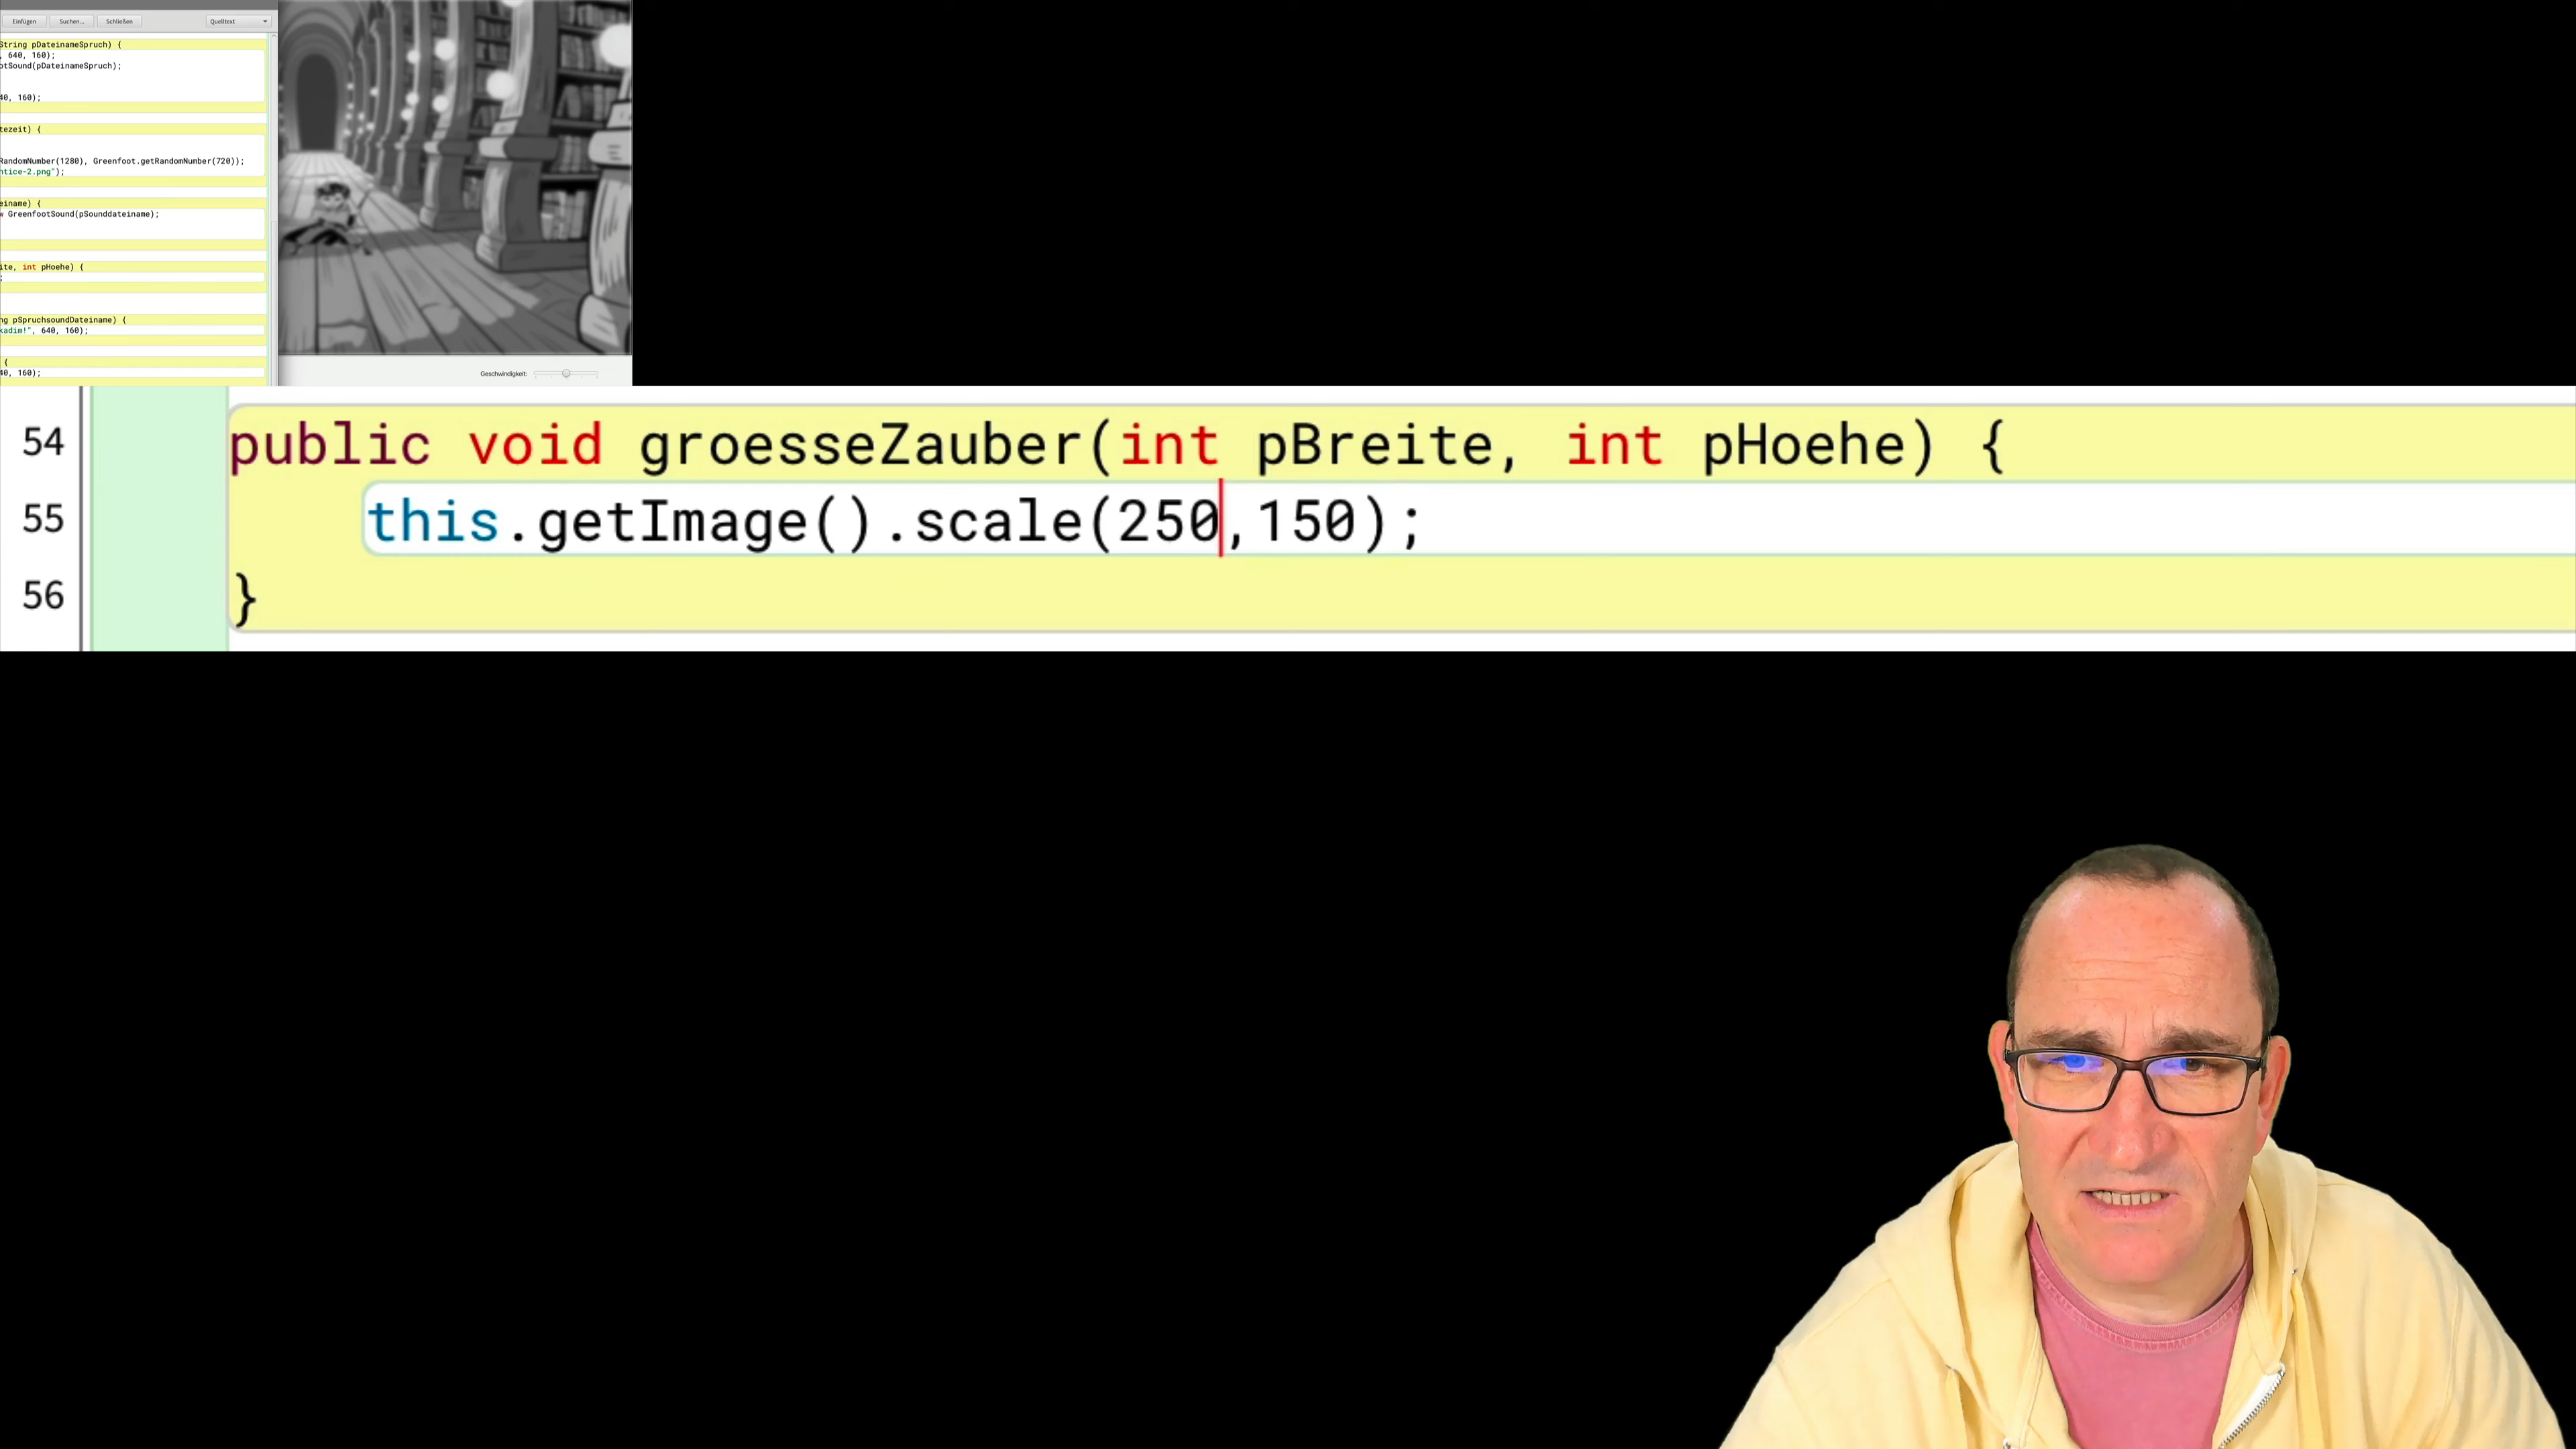 Einfügen Suchen... Schließen Quelltext
String pDateinameSpruch) {
, 640, 160);
otSound(pDateinameSpruch);
40, 160);
tezeit) {
RandomNumber(1280), Greenfoot.getRandomNumber(720));
ntice-2.png");
einame) {
w GreenfootSound(pSounddateiname);
ite, int pHoehe) {
;
ng pSpruchsoundDateiname) {
kadim!", 640, 160);
{
40, 160);
Geschwindigkeit:
54 public void groesseZauber(int pBreite, int pHoehe) {
55 this.getImage().scale(250,150);
56 }